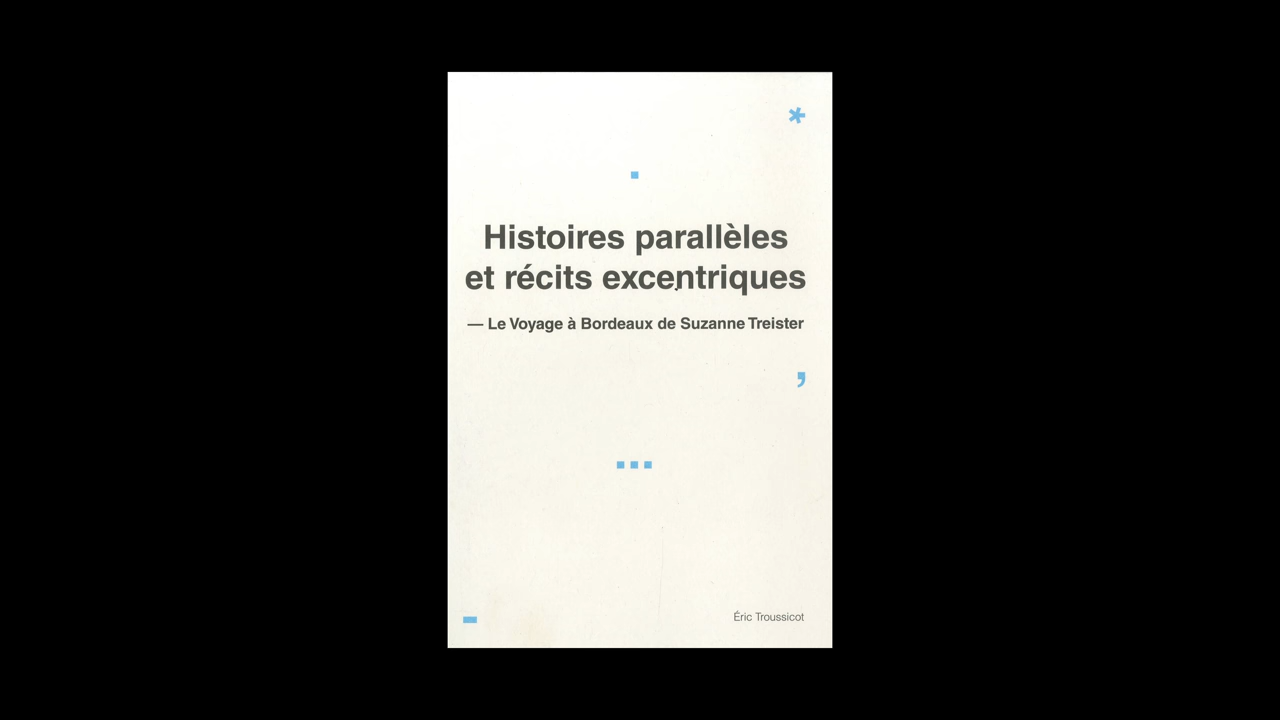 *
.
Histoires parallèles
et récits excentriques
— Le Voyage à Bordeaux de Suzanne Treister
,
...
-
Éric Troussicot